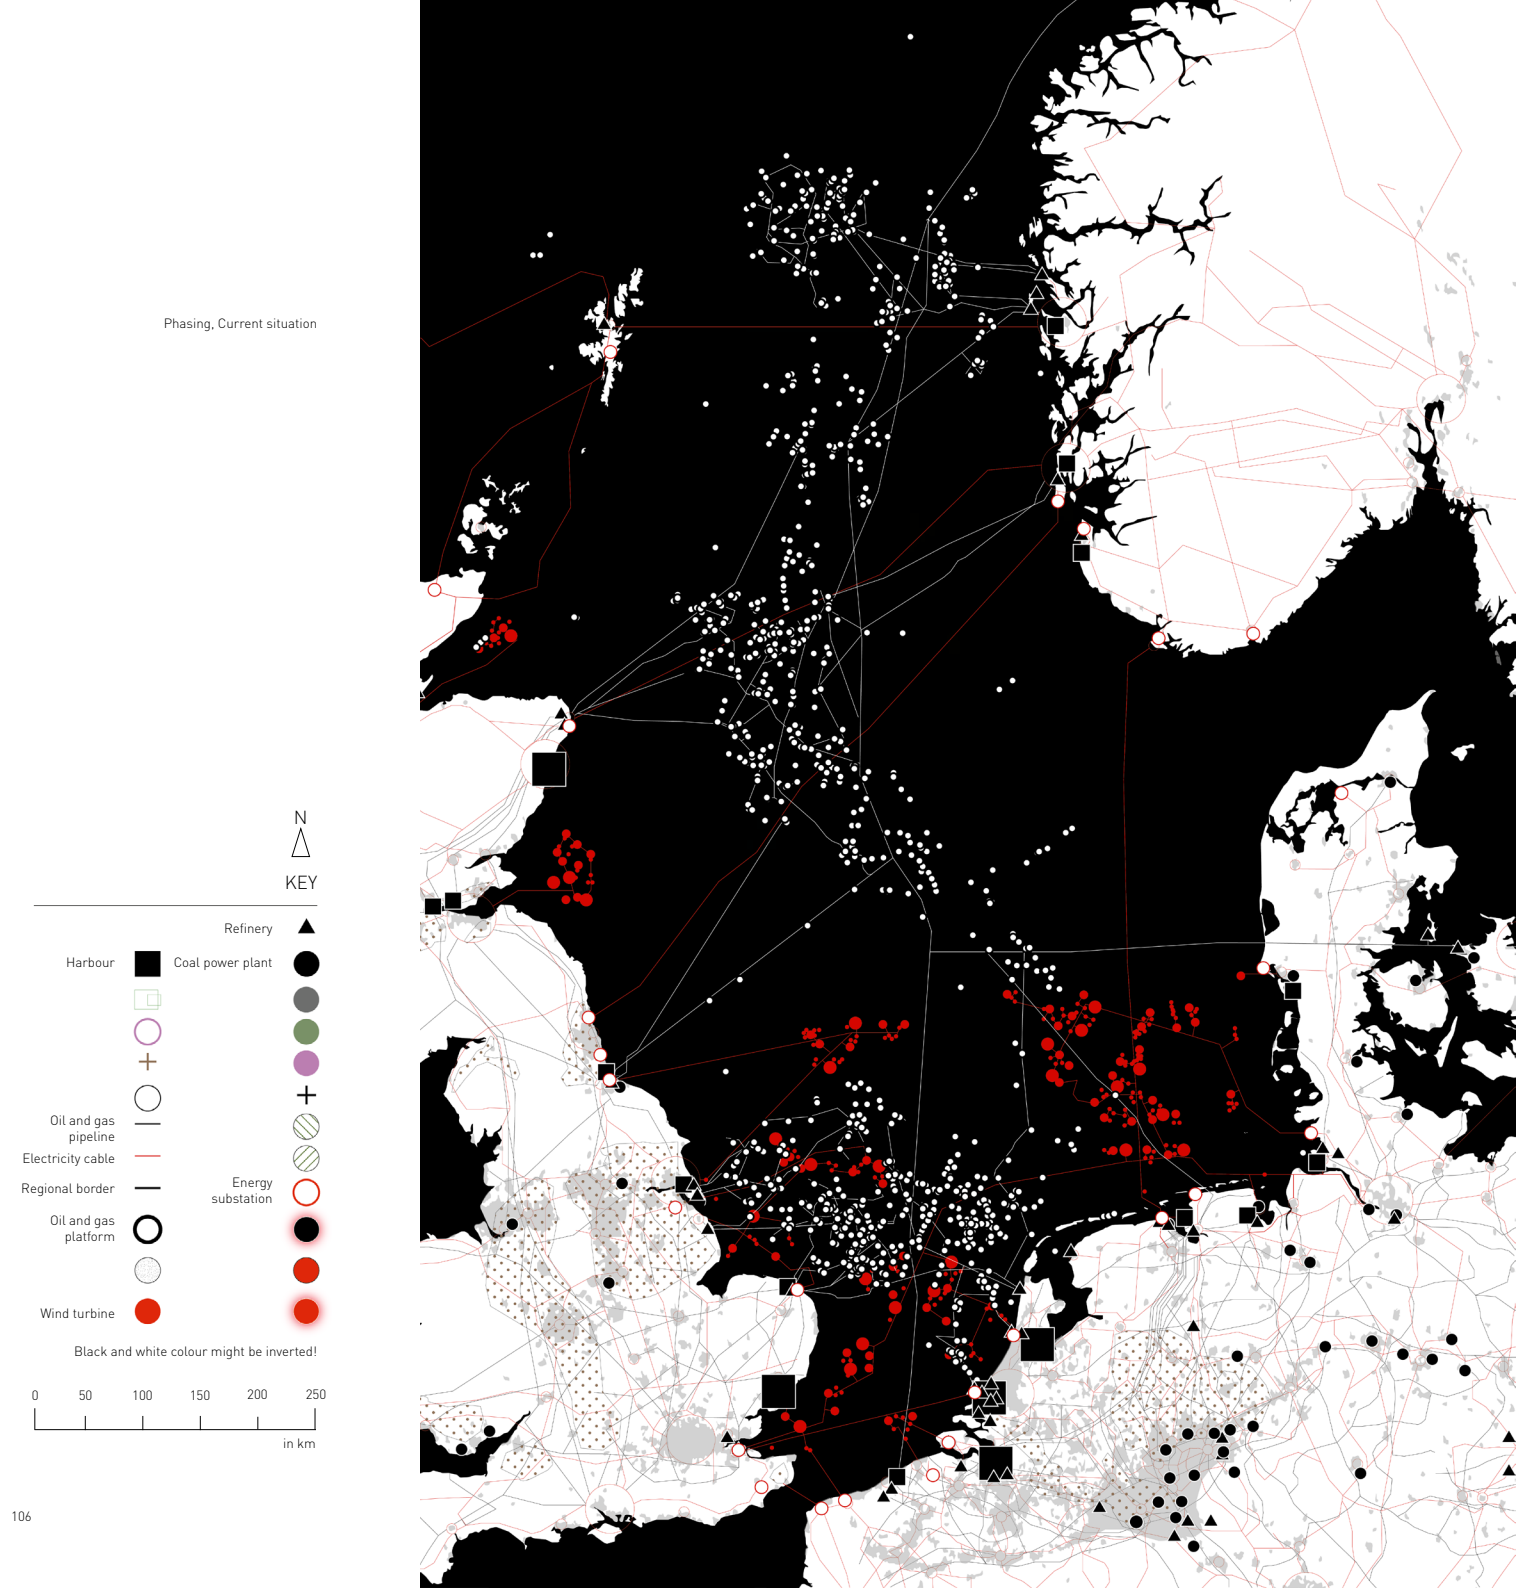 Phasing, Current situation
N
KEY
Refinery
Harbour
Coal power plant
Oil and gas
pipeline
Electricity cable
Regional border
Energy
substation
Oil and gas
platform
Wind turbine
Black and white colour might be inverted!
0 50 100 150 200 250
in km
106